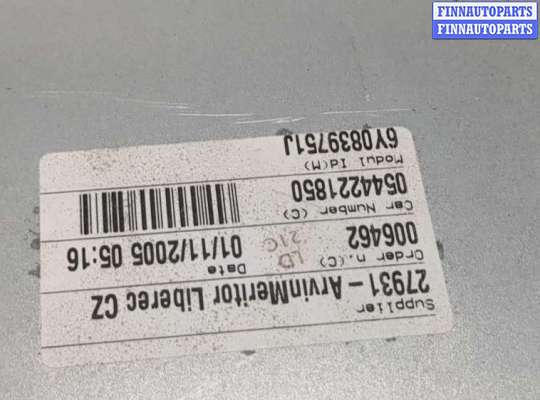 FINNAUTOPARTS
FINNAUTOPARTS
Supplier
27931 - ArvinMeritor Liberec CZ
Order n.(C)
006462
Date
01/11/2005 05:16
LD
21C
Car Number (C)
0544221850
Modul Id(M)
6Y0839751J